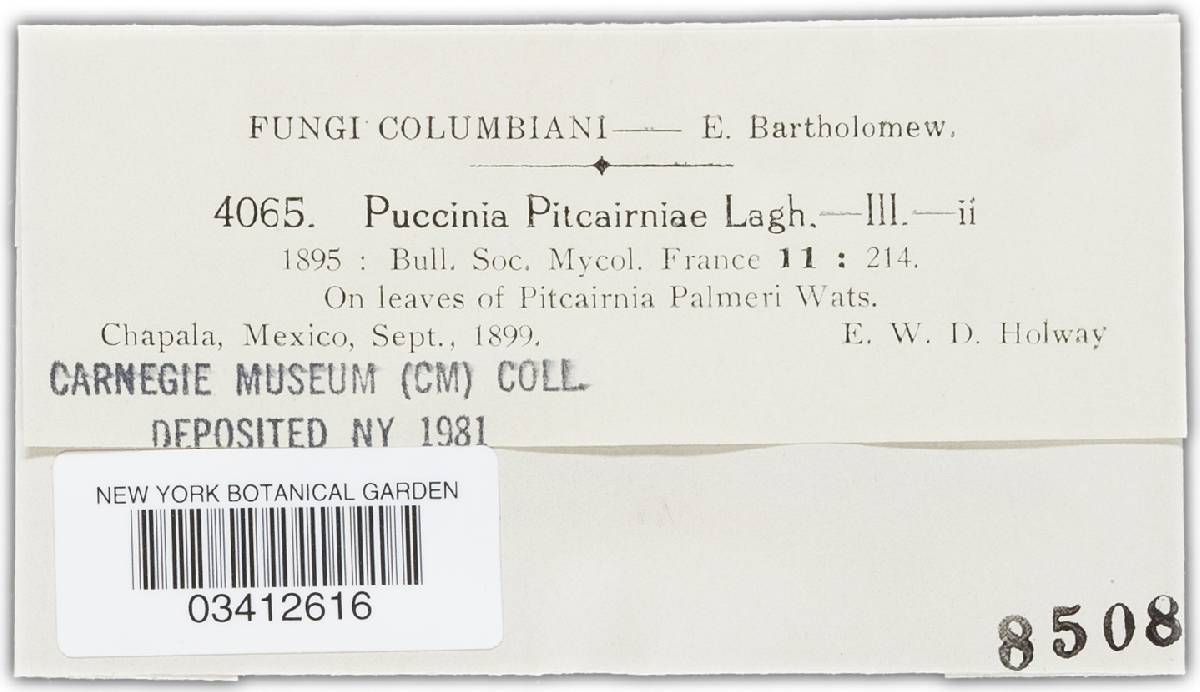 FUNGI COLUMBIANI—— E. Bartholomew.
4065. Puccinia Pitcairniae Lagh.—III.—ii
1895 : Bull. Soc. Mycol. France 11 : 214.
On leaves of Pitcairnia Palmeri Wats.
Chapala, Mexico, Sept., 1899. E. W. D. Holway
CARNEGIE MUSEUM (CM) COLL.
DEPOSITED NY 1981
NEW YORK BOTANICAL GARDEN
03412616
8508